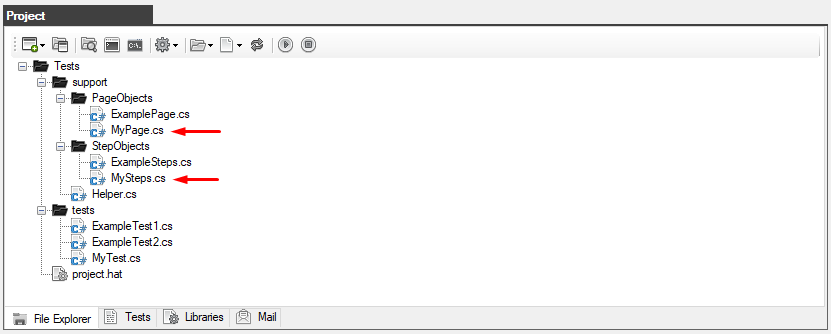 Project
Tests
support
PageObjects
ExamplePage.cs
MyPage.cs
StepObjects
ExampleSteps.cs
MySteps.cs
Helper.cs
tests
ExampleTest1.cs
ExampleTest2.cs
MyTest.cs
project.hat
File Explorer Tests Libraries Mail